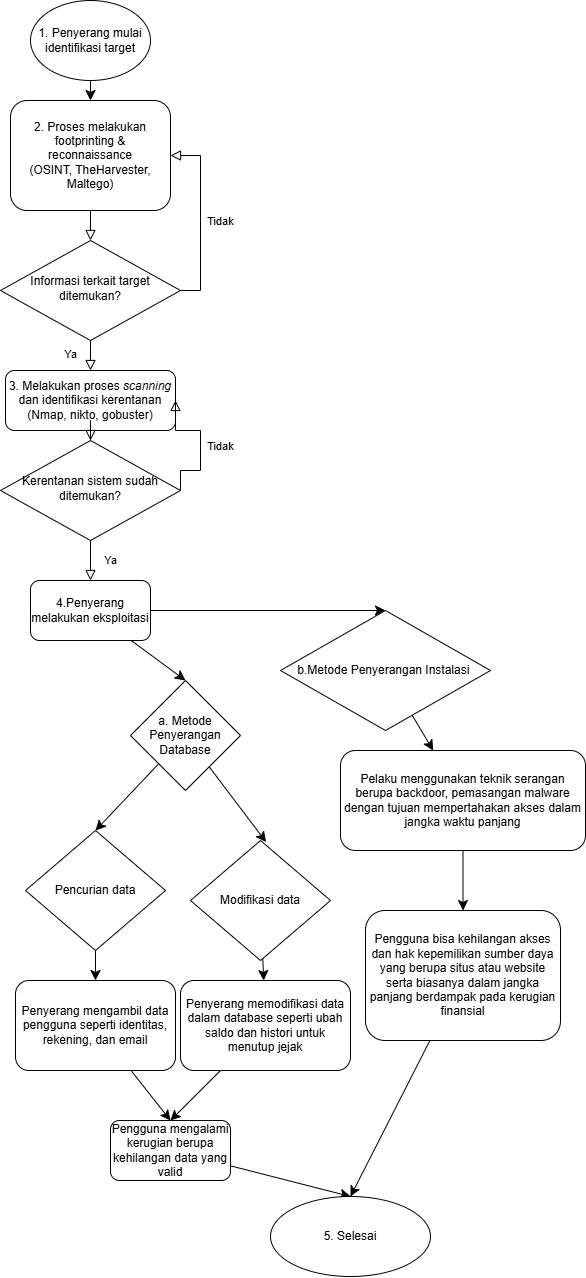 1. Penyerang mulai
identifikasi target
2. Proses melakukan
footprinting &
reconnaissance
(OSINT, TheHarvester,
Maltego)
Tidak
Informasi terkait target
ditemukan?
Ya
3. Melakukan proses scanning
dan identifikasi kerentanan
(Nmap, nikto, gobuster)
Tidak
Kerentanan sistem sudah
ditemukan?
Ya
4.Penyerang
melakukan eksploitasi
b.Metode Penyerangan Instalasi
a. Metode
Penyerangan
Database
Pelaku menggunakan teknik serangan
berupa backdoor, pemasangan malware
dengan tujuan mempertahakan akses dalam
jangka waktu panjang
Pencurian data
Modifikasi data
Pengguna bisa kehilangan akses
dan hak kepemilikan sumber daya
yang berupa situs atau website
serta biasanya dalam jangka
panjang berdampak pada kerugian
finansial
Penyerang mengambil data
pengguna seperti identitas,
rekening, dan email
Penyerang memodifikasi data
dalam database seperti ubah
saldo dan histori untuk
menutup jejak
Pengguna mengalami
kerugian berupa
kehilangan data yang
valid
5. Selesai